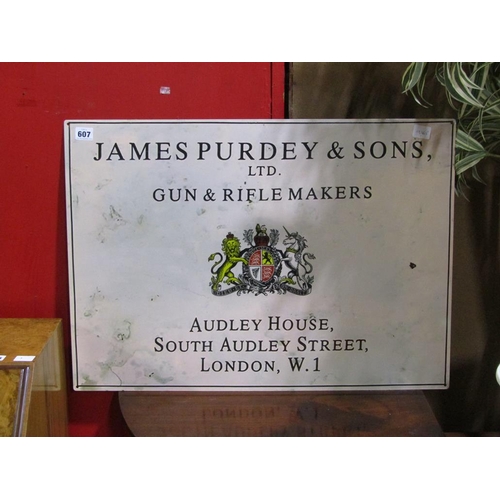 607
JAMES PURDEY & SONS,
LTD.
GUN & RIFLE MAKERS
AUDLEY HOUSE,
SOUTH AUDLEY STREET,
LONDON, W.1